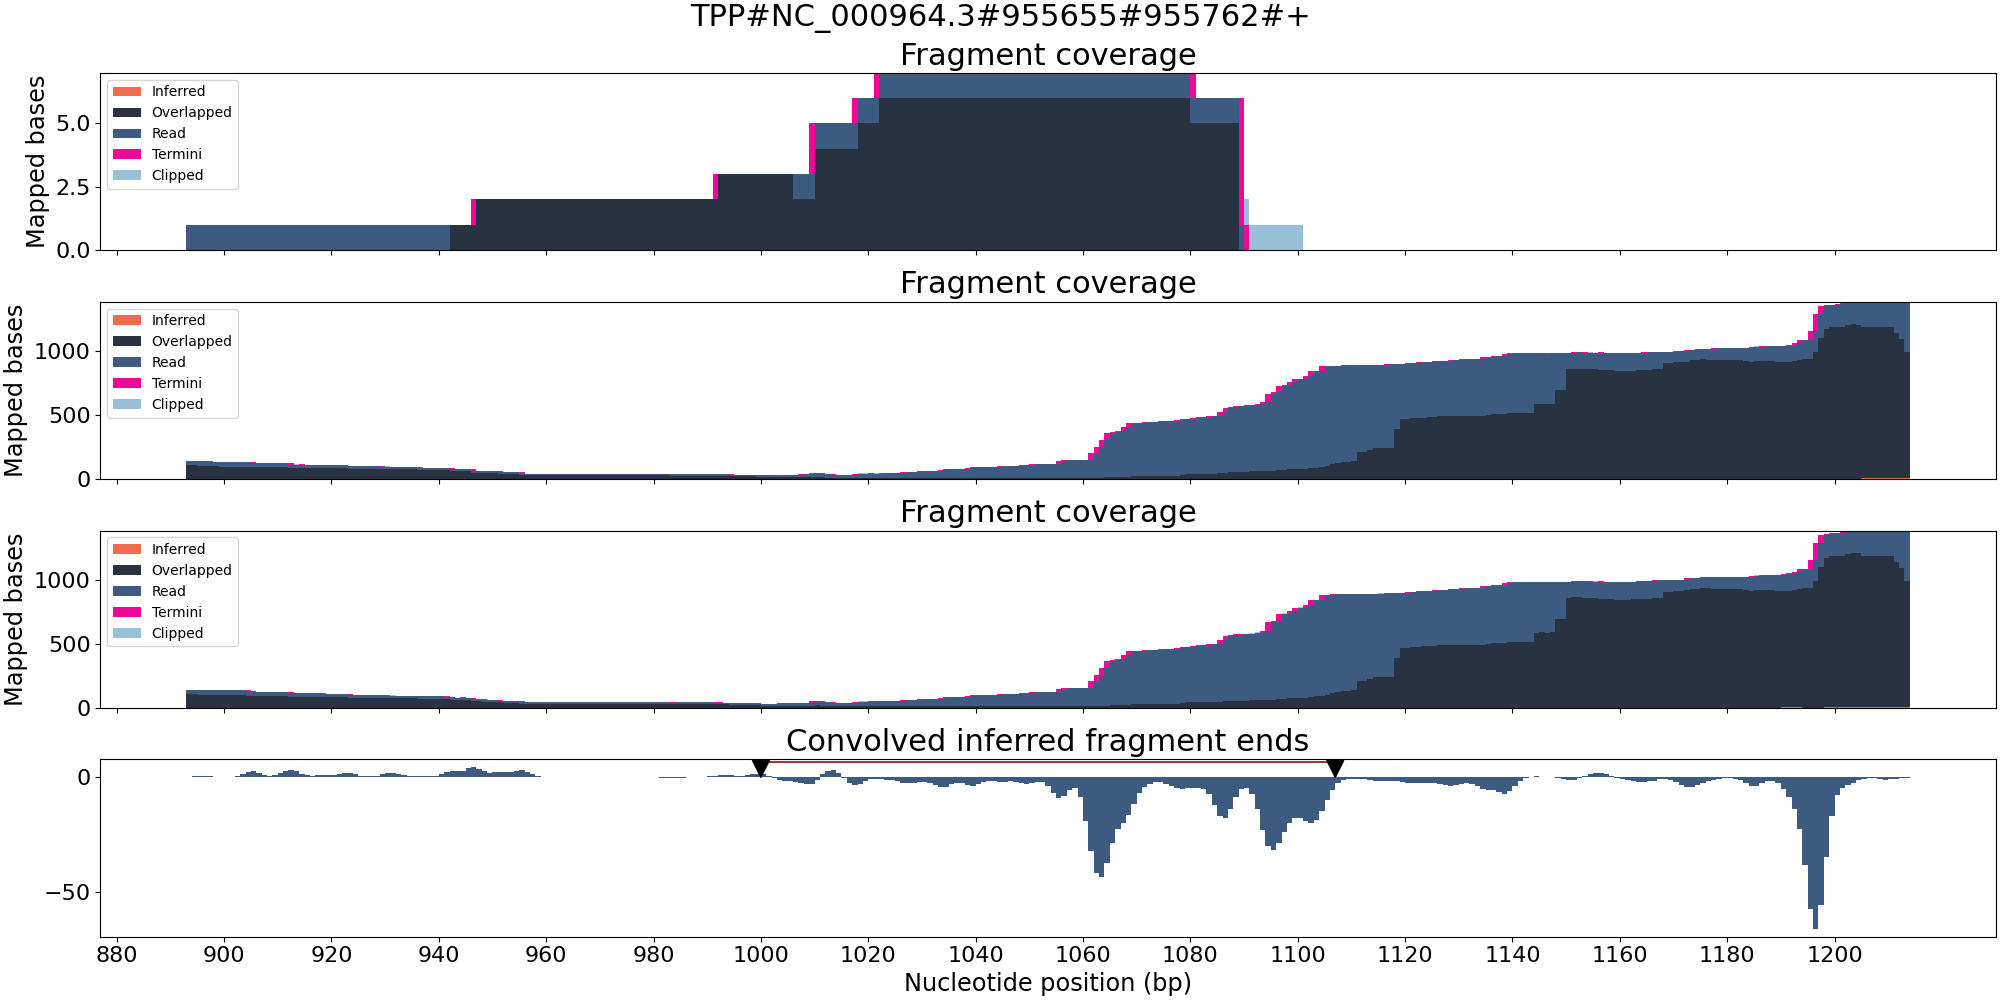 TPP#NC_000964.3#955655#955762#+
Fragment coverage
Mapped bases
5.0
2.5
0.0
Inferred
Overlapped
Read
Termini
Clipped
Fragment coverage
Mapped bases
1000
500
0
Inferred
Overlapped
Read
Termini
Clipped
Fragment coverage
Mapped bases
1000
500
0
Inferred
Overlapped
Read
Termini
Clipped
Convolved inferred fragment ends
0
−50
880 900 920 940 960 980 1000 1020 1040 1060 1080 1100 1120 1140 1160 1180 1200
Nucleotide position (bp)